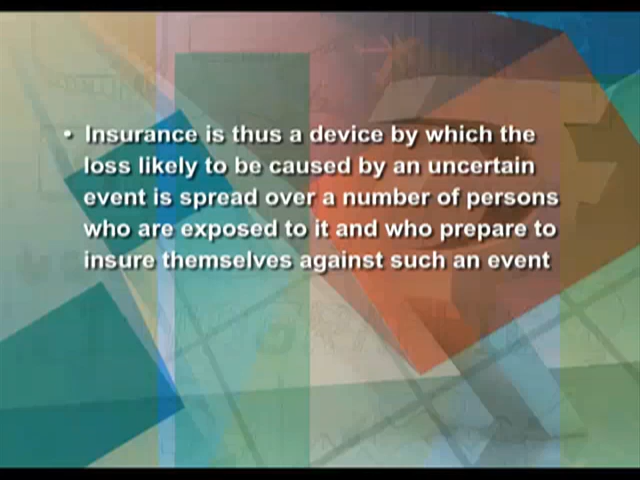 • Insurance is thus a device by which the
loss likely to be caused by an uncertain
event is spread over a number of persons
who are exposed to it and who prepare to
insure themselves against such an event